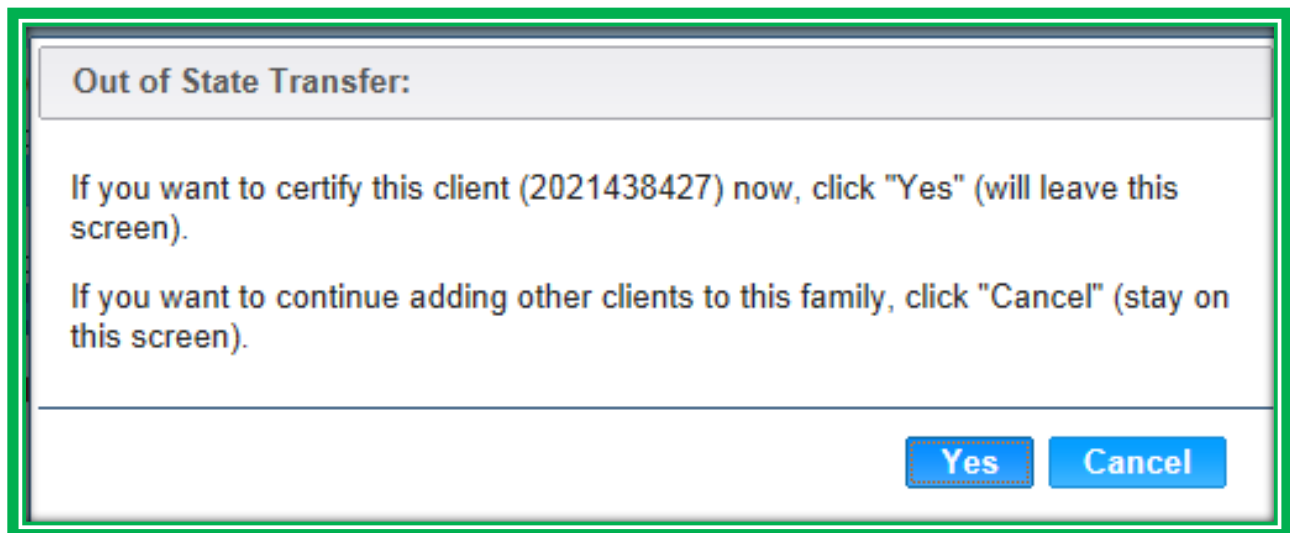 Out of State Transfer:
If you want to certify this client (2021438427) now, click "Yes" (will leave this
screen).
If you want to continue adding other clients to this family, click "Cancel" (stay on
this screen).
Yes Cancel